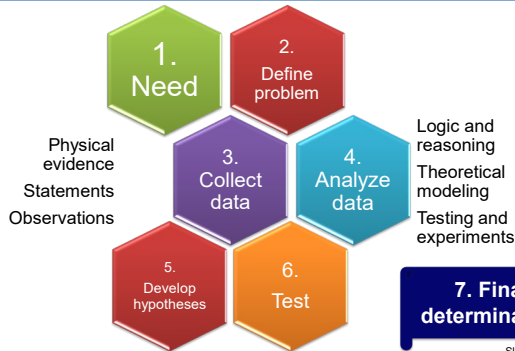 1.
Need
2.
Define
problem
Physical
evidence
Statements
Observations
3.
Collect
data
4.
Analyze
data
Logic and
reasoning
Theoretical
modeling
Testing and
experiments
5.
Develop
hypotheses
6.
Test
7.